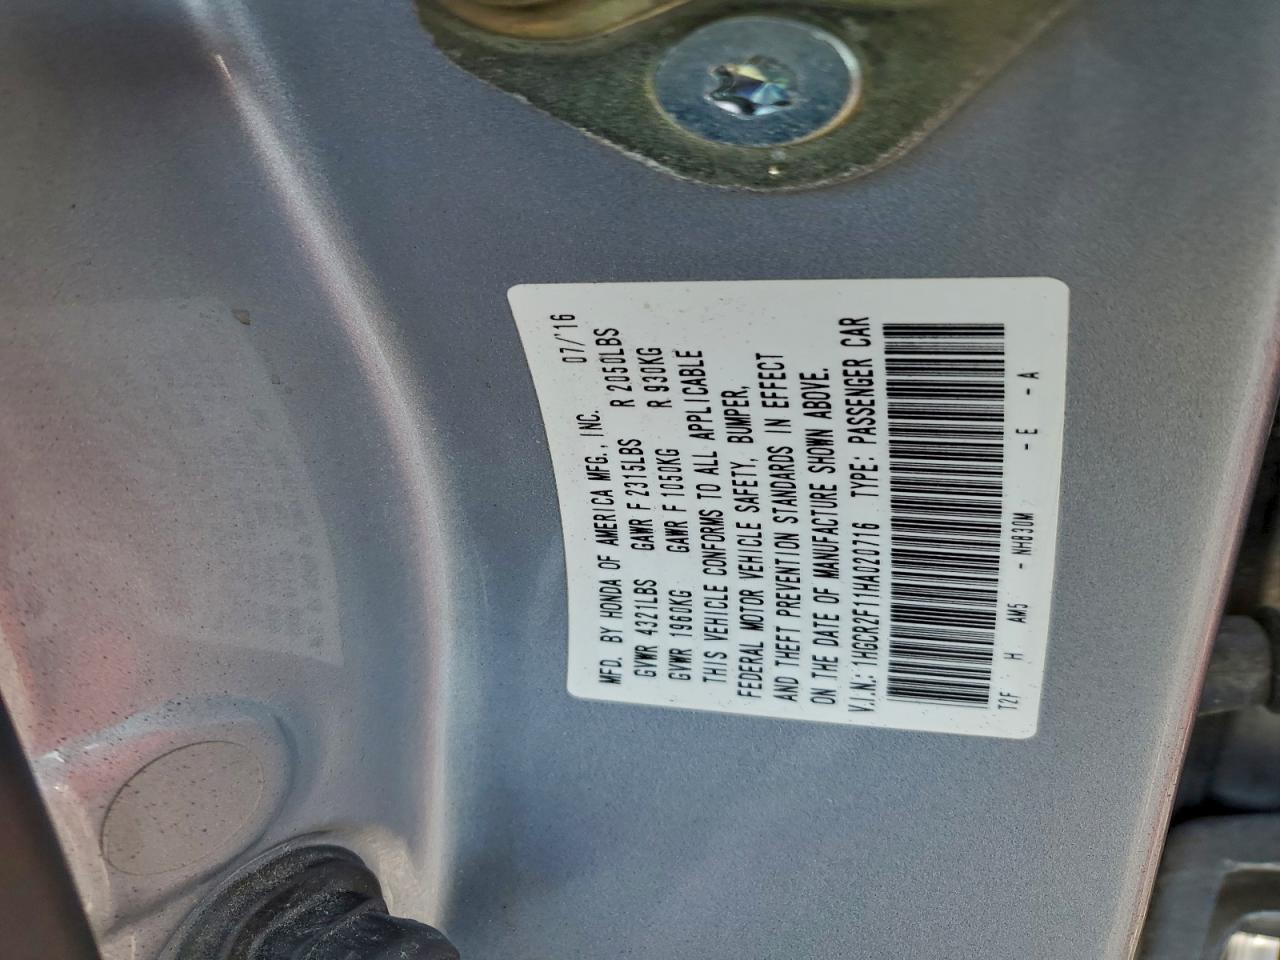 MFD. BY HONDA OF AMERICA MFG., INC. 07/'16
GVWR 4321LBS GAWR F 2315LBS R 2050LBS
GVWR 1960KG GAWR F 1050KG R 930KG
THIS VEHICLE CONFORMS TO ALL APPLICABLE
FEDERAL MOTOR VEHICLE SAFETY, BUMPER,
AND THEFT PREVENTION STANDARDS IN EFFECT
ON THE DATE OF MANUFACTURE SHOWN ABOVE.
V.I.N.: 1HGCR2F11HA020716 TYPE: PASSENGER CAR
T2F H AM5 - NH830M - E - A